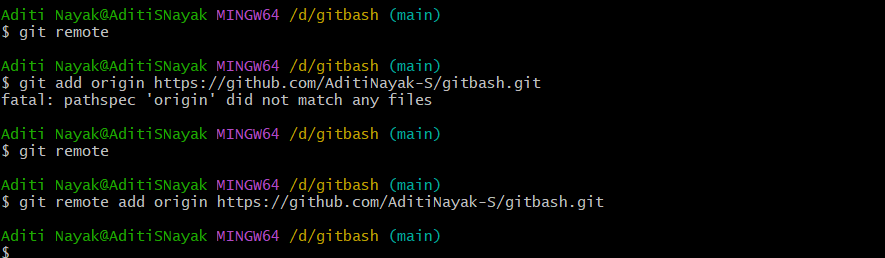 Aditi Nayak@AditiSNayak MINGW64 /d/gitbash (main)
$ git remote
Aditi Nayak@AditiSNayak MINGW64 /d/gitbash (main)
$ git add origin https://github.com/AditiNayak-S/gitbash.git
fatal: pathspec 'origin' did not match any files
Aditi Nayak@AditiSNayak MINGW64 /d/gitbash (main)
$ git remote
Aditi Nayak@AditiSNayak MINGW64 /d/gitbash (main)
$ git remote add origin https://github.com/AditiNayak-S/gitbash.git
Aditi Nayak@AditiSNayak MINGW64 /d/gitbash (main)
$